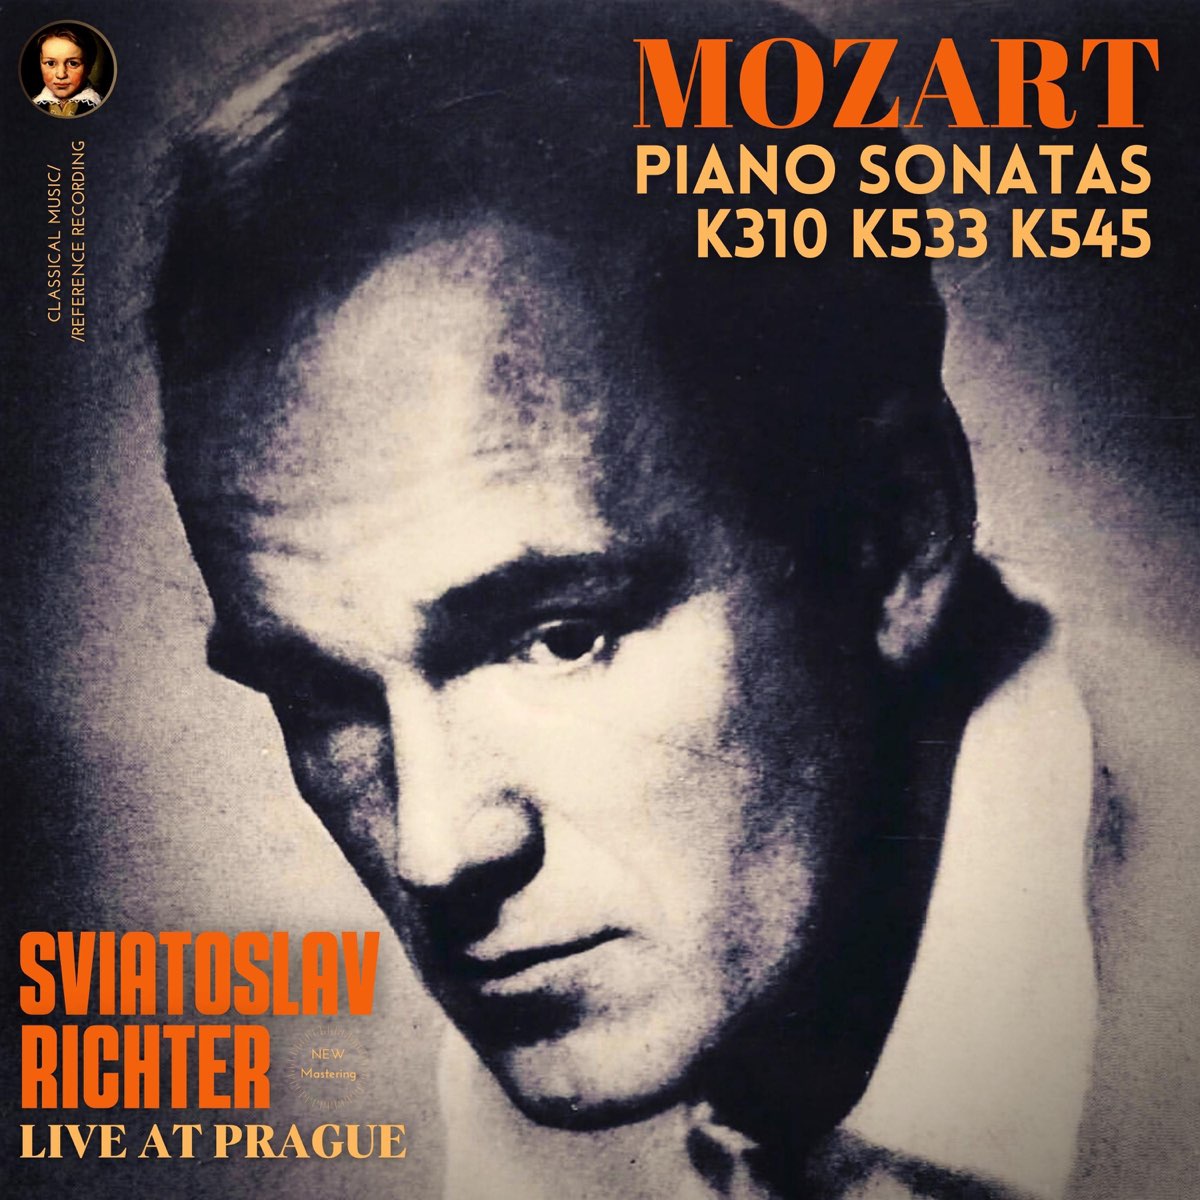 MOZART
PIANO SONATAS
K310 K533 K545
CLASSICAL MUSIC/
/REFERENCE RECORDING
SVIATOSLAV
RICHTER
NEW
Mastering
LIVE AT PRAGUE